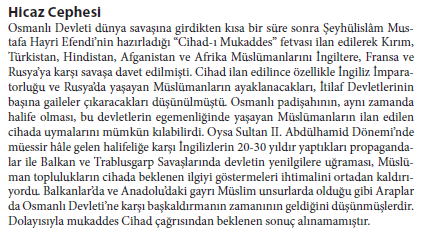 Hicaz Cephesi
Osmanlı Devleti dünya savaşına girdikten kısa bir süre sonra Şeyhülislâm Mus-
tafa Hayri Efendi’nin hazırladığı “Cihad-ı Mukaddes” fetvası ilan edilerek Kırım,
Türkistan, Hindistan, Afganistan ve Afrika Müslümanlarını İngiltere, Fransa ve
Rusya’ya karşı savaşa davet edilmişti. Cihad ilan edilince özellikle İngiliz İmpara-
torluğu ve Rusya’da yaşayan Müslümanların ayaklanacakları, İtilaf Devletlerinin
başına gaileler çıkaracakları düşünülmüştü. Osmanlı padişahının, aynı zamanda
halife olması, bu devletlerin egemenliğinde yaşayan Müslümanların ilan edilen
cihada uymalarını mümkün kılabilirdi. Oysa Sultan II. Abdülhamid Dönemi’nde
müessir hâle gelen halifeliğe karşı İngilizlerin 20-30 yıldır yaptıkları propaganda-
lar ile Balkan ve Trablusgarp Savaşlarında devletin yenilgilere uğraması, Müslü-
man toplulukların cihada beklenen ilgiyi göstermeleri ihtimalini ortadan kaldırı-
yordu. Balkanlar’da ve Anadolu’daki gayrı Müslim unsurlarda olduğu gibi Araplar
da Osmanlı Devleti’ne karşı başkaldırmanın zamanının geldiğini düşünmüşlerdir.
Dolayısıyla mukaddes Cihad çağrısından beklenen sonuç alınamamıştır.